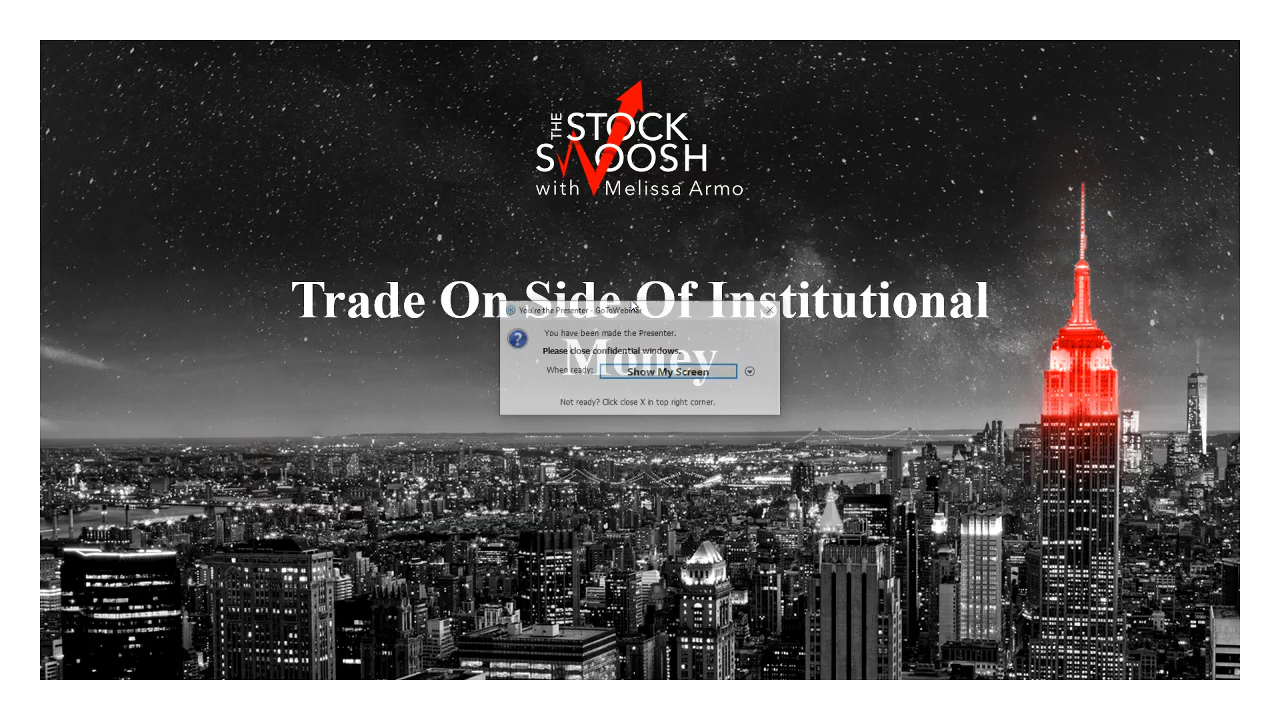 THE STOCK
SWOOSH
with Melissa Armo
Trade On Side Of Institutional
Money
You're the Presenter - GoToWebinar
You have been made the Presenter.
Please close confidential windows.
When ready:
Show My Screen
Not ready? Click close X in top right corner.